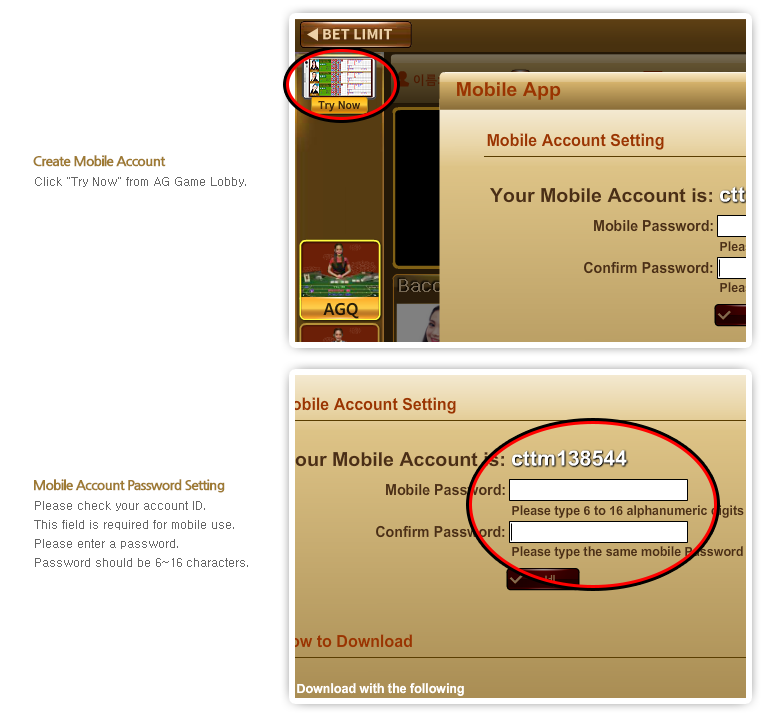 BET LIMIT
이름
Try Now
Mobile App
Create Mobile Account
Click "Try Now" from AG Game Lobby.
Mobile Account Setting
Your Mobile Account is: ctt
Mobile Password:
Plea
Confirm Password:
Plea
AGQ
Bacc
obile Account Setting
our Mobile Account is: cttm138544
Mobile Password:
Please type 6 to 16 alphanumeric digits
Confirm Password:
Please type the same mobile Password
네
Mobile Account Password Setting
Please check your account ID.
This field is required for mobile use.
Please enter a password.
Password should be 6~16 characters.
ow to Download
Download with the following